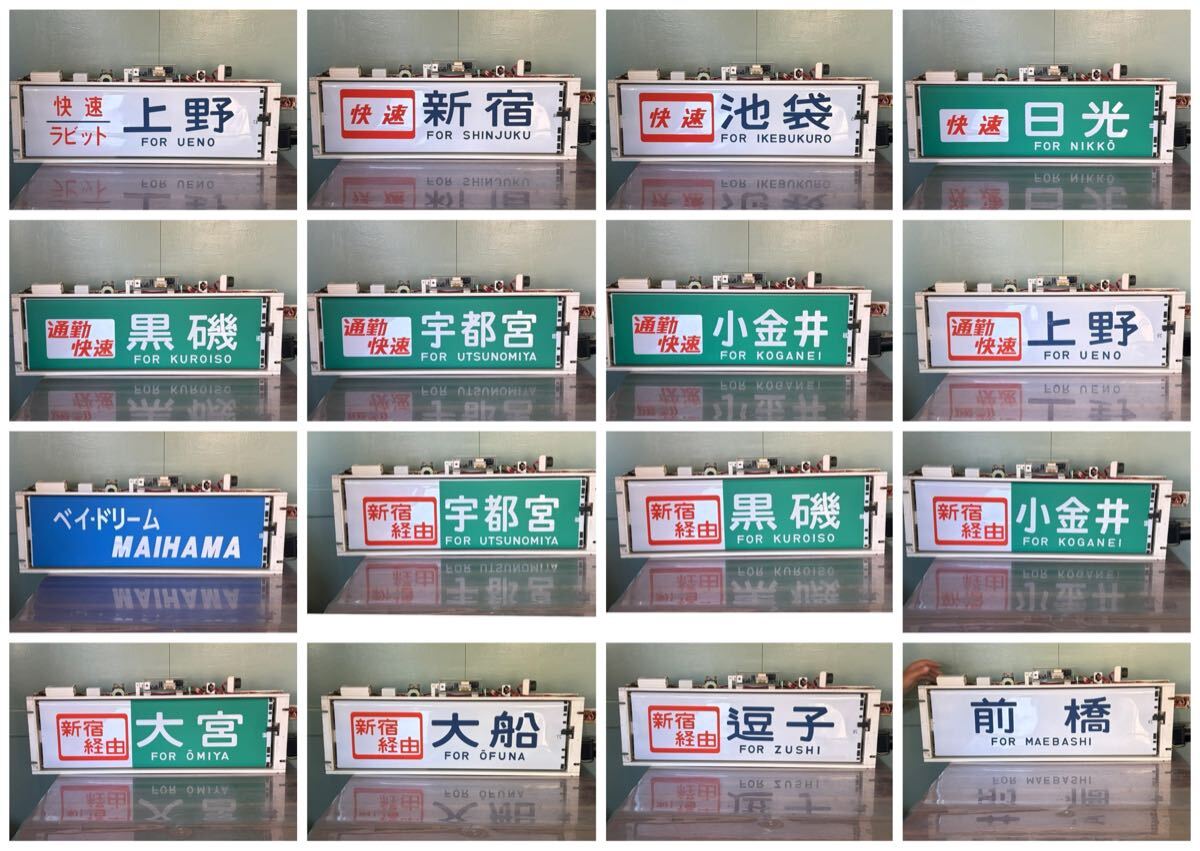 快速
ラビット
上野
FOR UENO
快速
新宿
FOR SHINJUKU
快速
池袋
FOR IKEBUKURO
快速
日光
FOR NIKKŌ
通勤
快速
黒磯
FOR KUROISO
通勤
快速
宇都宮
FOR UTSUNOMIYA
通勤
快速
小金井
FOR KOGANEI
通勤
快速
上野
FOR UENO
ベイ・ドリーム
MAIHAMA
新宿
経由
宇都宮
FOR UTSUNOMIYA
新宿
経由
黒磯
FOR KUROISO
新宿
経由
小金井
FOR KOGANEI
新宿
経由
大宮
FOR ŌMIYA
新宿
経由
大船
FOR ŌFUNA
新宿
経由
逗子
FOR ZUSHI
前橋
FOR MAEBASHI